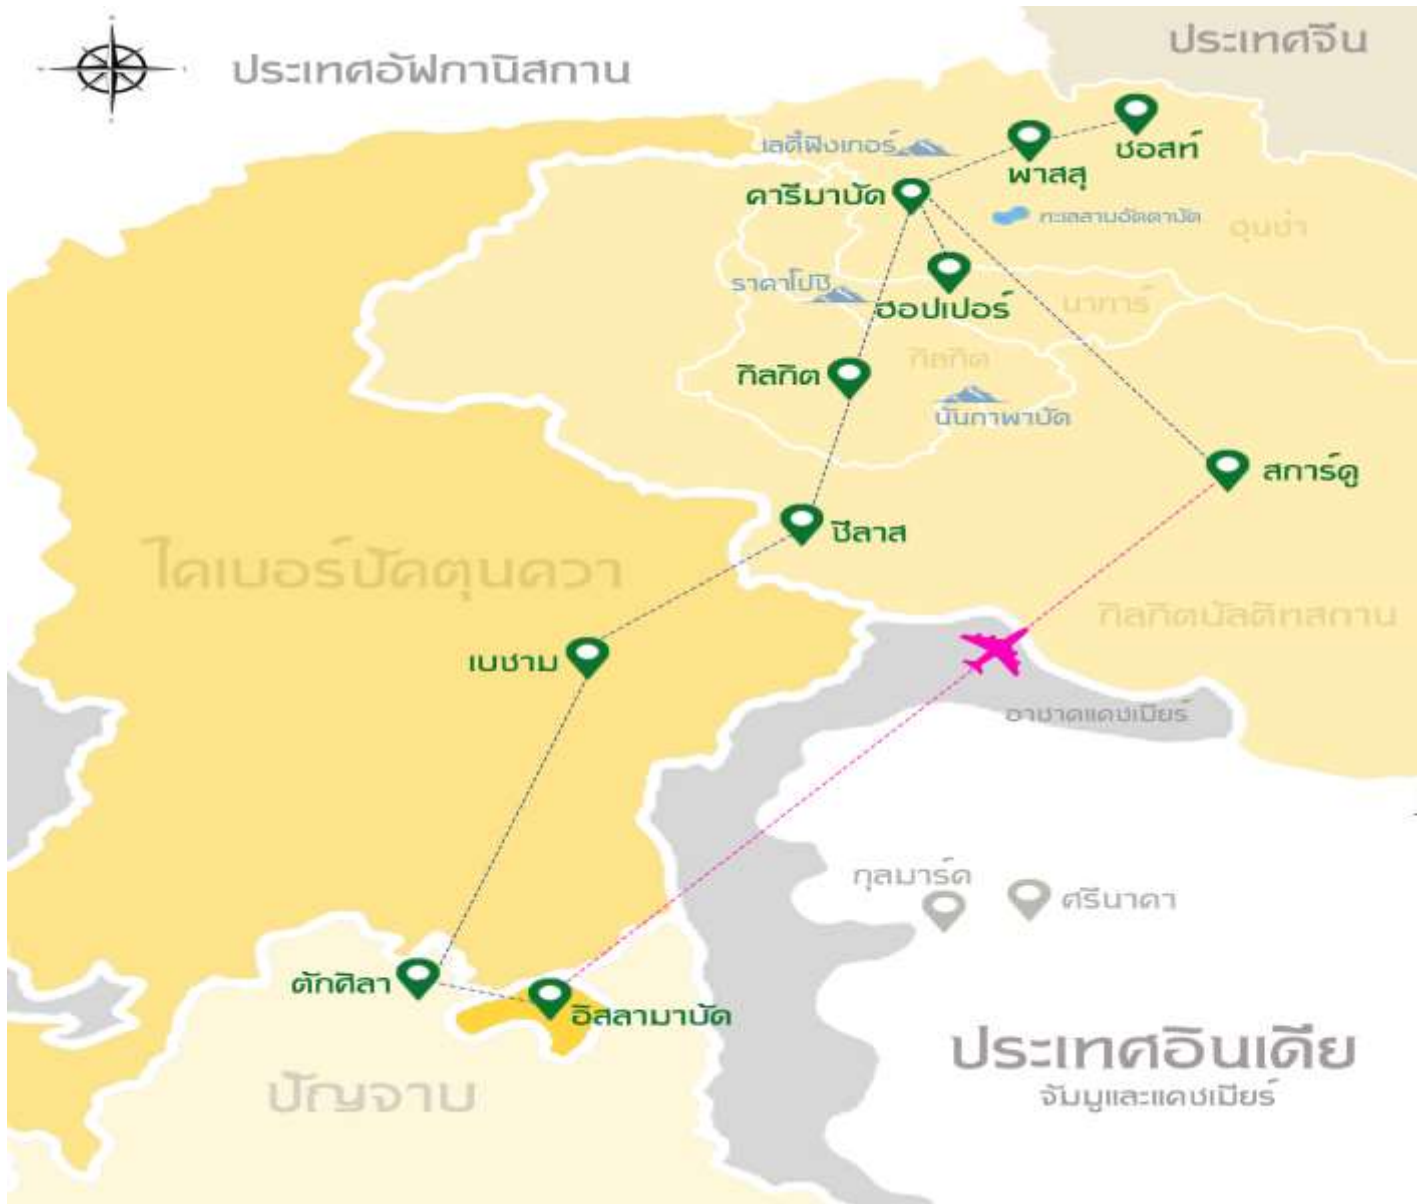 ประเทศจีน
ประเทศอัฟกานิสถาน
เลดี้ฟิงเกอร์
ซอสท์
พาสสุ
คารีมาบัด
ทะเลสาบอัตตาบัด
ฮุนซ่า
ราคาโปชิ
ฮอปเปอร์
นาการ์
กิลกิต
กิลกิต
นันกาพาบัด
สการ์ดู
ชีลาส
ไคเบอร์ปัคตุนควา
กิลกิตบัลติทสถาน
เบชาม
อาซาดแคชเมียร์
กุลมาร์ค
ศรีนาคา
ตักศิลา
อิสลามาบัด
ประเทศอินเดีย
จัมมูและแคชเมียร์
ปัญจาบ